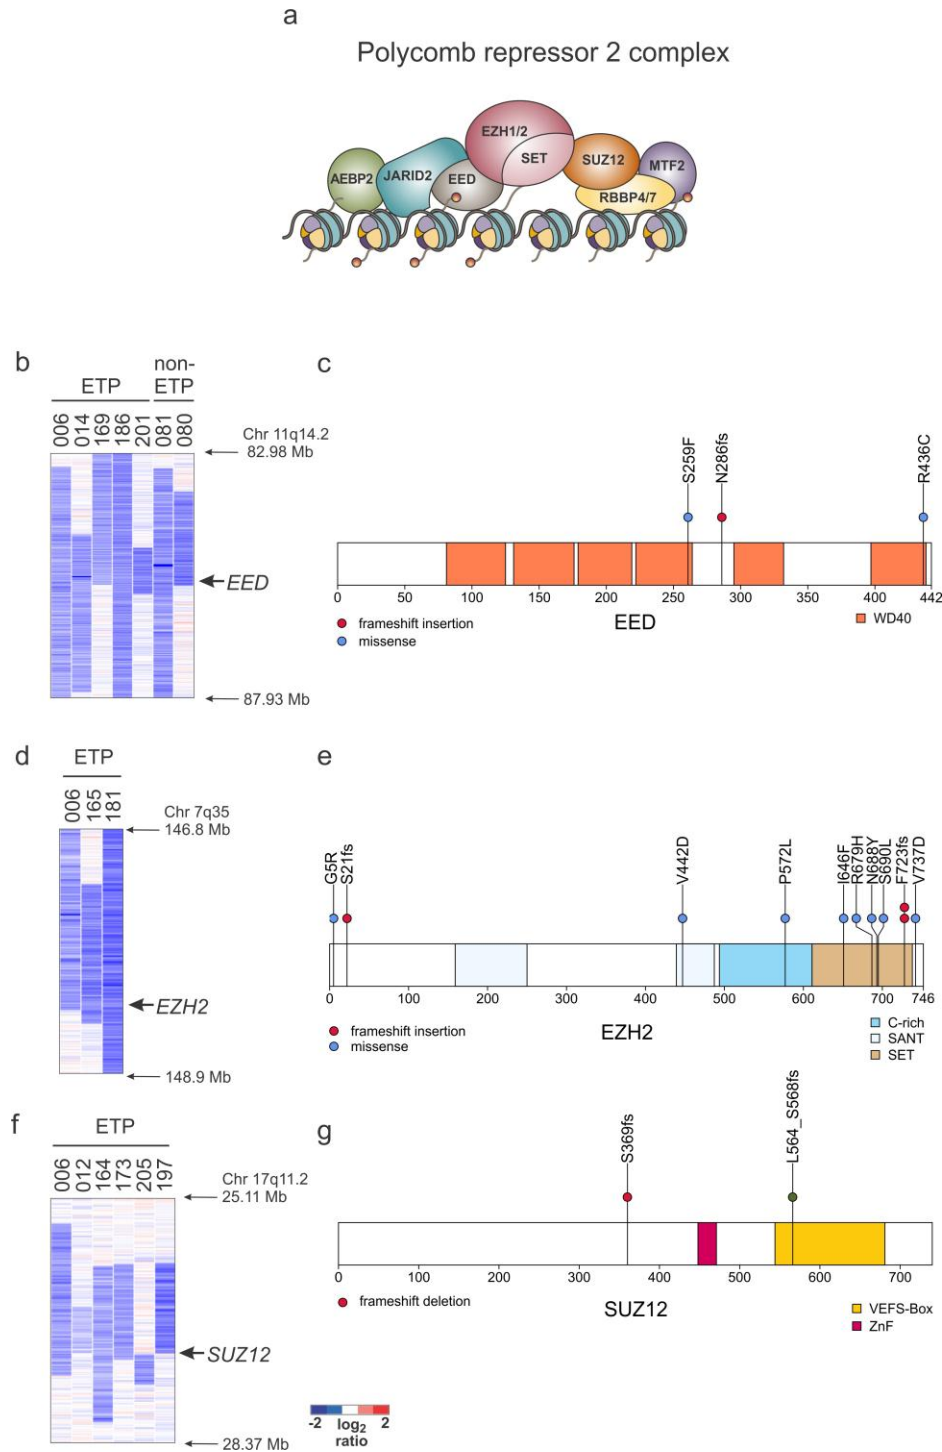 a
Polycomb repressor 2 complex
EZH1/2
SET
SUZ12
MTF2
AEBP2
JARID2
EED
RBBP4/7
b
ETP
non-
ETP
006
014
169
186
201
081
080
Chr 11q14.2
82.98 Mb
EED
87.93 Mb
c
S259F
N286fs
R436C
0
50
100
150
200
250
300
350
400
442
EED
frameshift insertion
missense
WD40
d
ETP
006
165
181
Chr 7q35
146.8 Mb
EZH2
148.9 Mb
e
G5R
S21fs
V442D
P572L
I646F
R679H
N688Y
S690L
F723fs
V737D
0
100
200
300
400
500
600
700
746
EZH2
frameshift insertion
missense
C-rich
SANT
SET
f
ETP
006
012
164
173
205
197
Chr 17q11.2
25.11 Mb
SUZ12
28.37 Mb
g
S369fs
L564_S568fs
0
100
200
300
400
500
600
700
SUZ12
frameshift deletion
VEFS-Box
ZnF
-2
log2
ratio
2